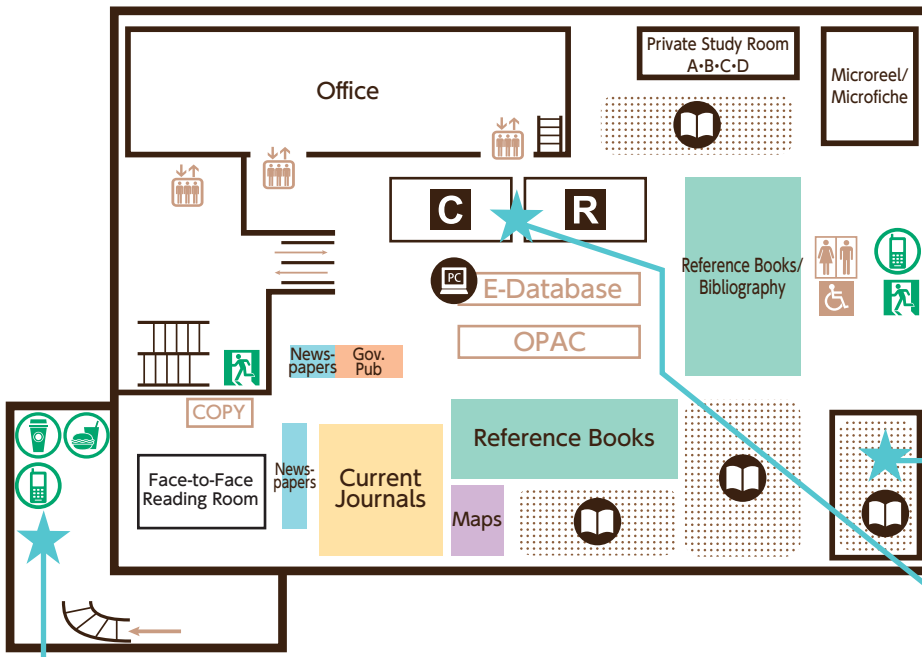 Office
Private Study Room
A•B•C•D
Microreel/
Microfiche
C
R
Reference Books/
Bibliography
PC
E-Database
OPAC
News-
papers
Gov.
Pub
COPY
Reference Books
Face-to-Face
Reading Room
News-
papers
Current
Journals
Maps